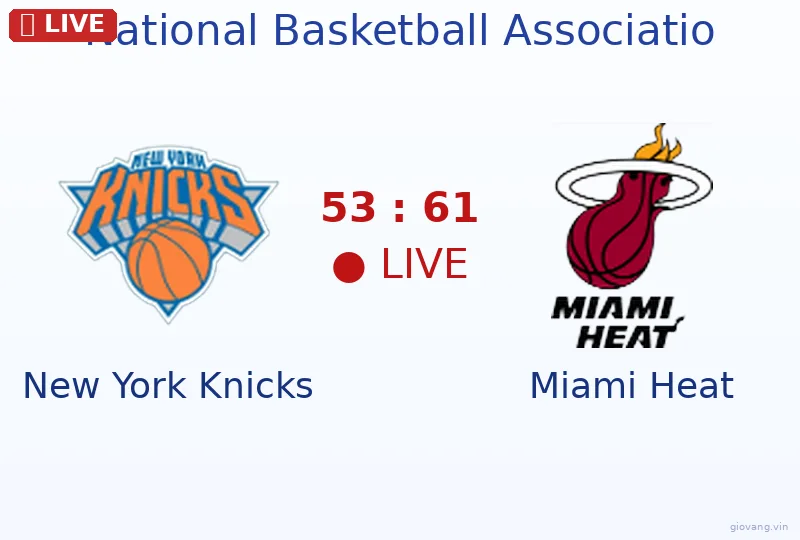 LIVE
National Basketball Associatio
NEW YORK
KNICKS
53 : 61
● LIVE
MIAMI
HEAT
New York Knicks
Miami Heat
giovang.vin